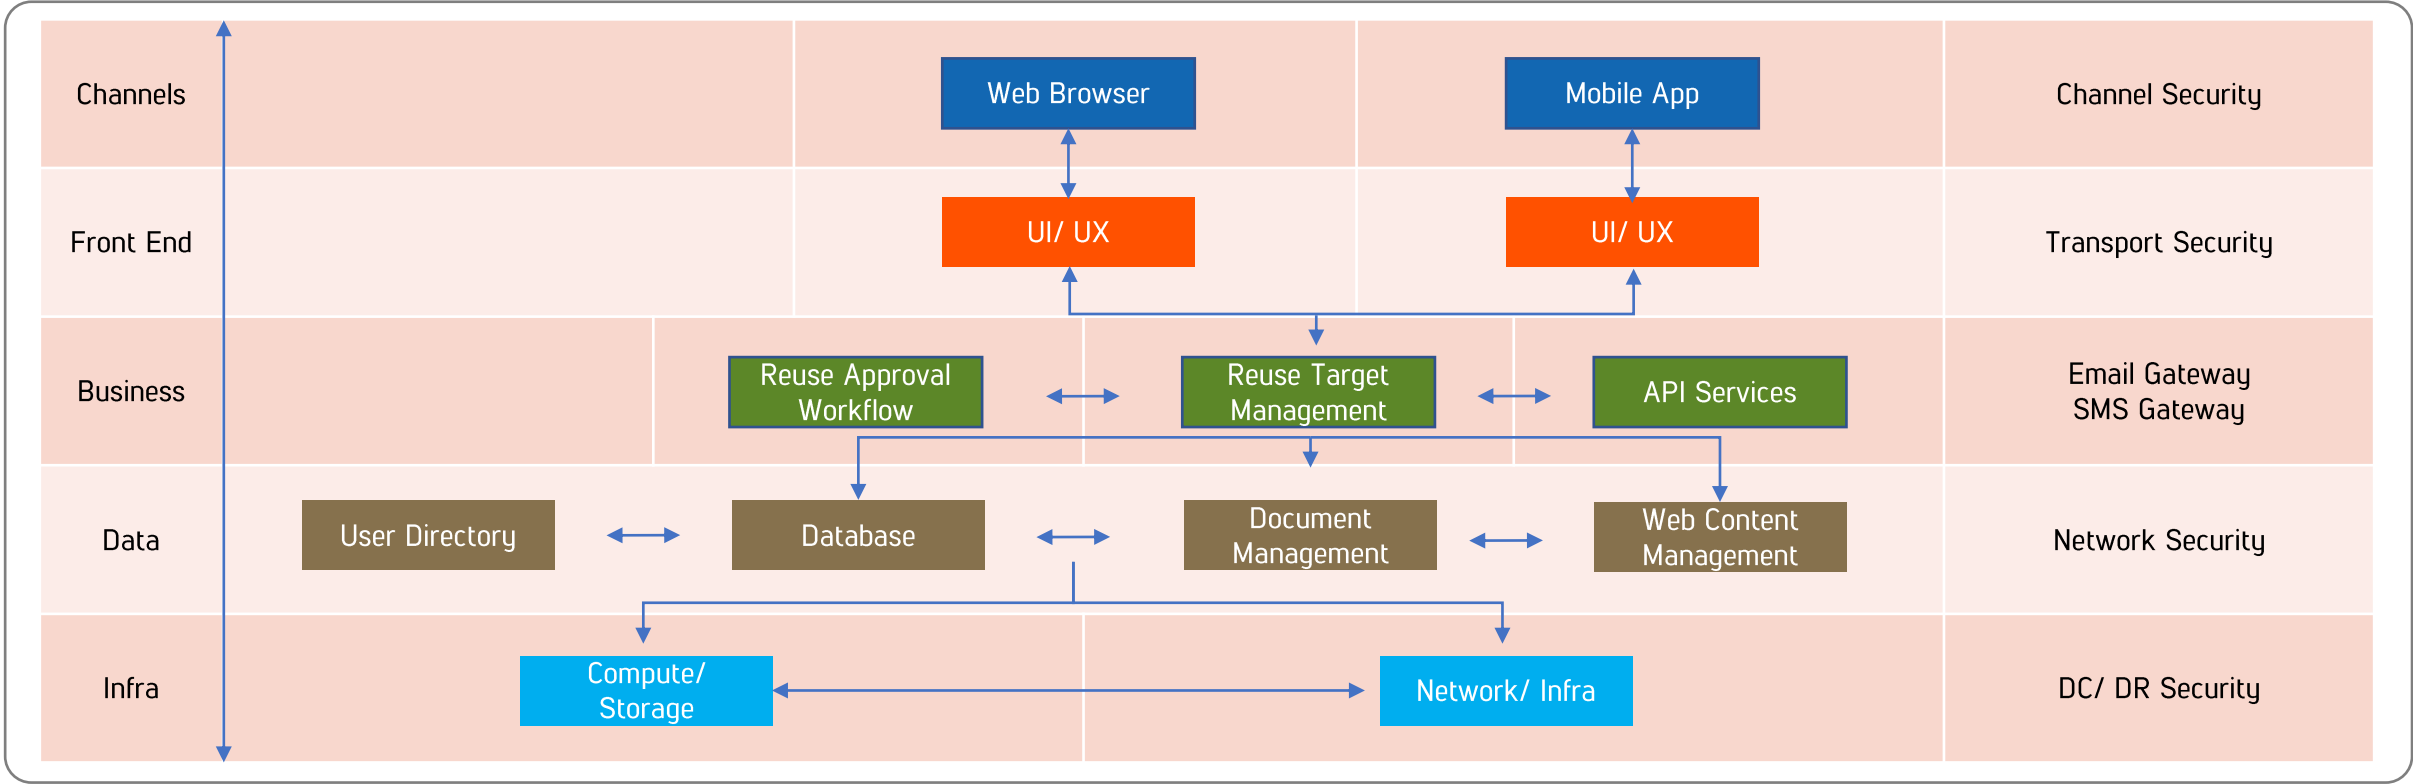 Channels
Web Browser
Mobile App
Channel Security
Front End
UI/ UX
UI/ UX
Transport Security
Business
Reuse Approval
Workflow
Reuse Target
Management
API Services
Email Gateway
SMS Gateway
Data
User Directory
Database
Document
Management
Web Content
Management
Network Security
Infra
Compute/
Storage
Network/ Infra
DC/ DR Security